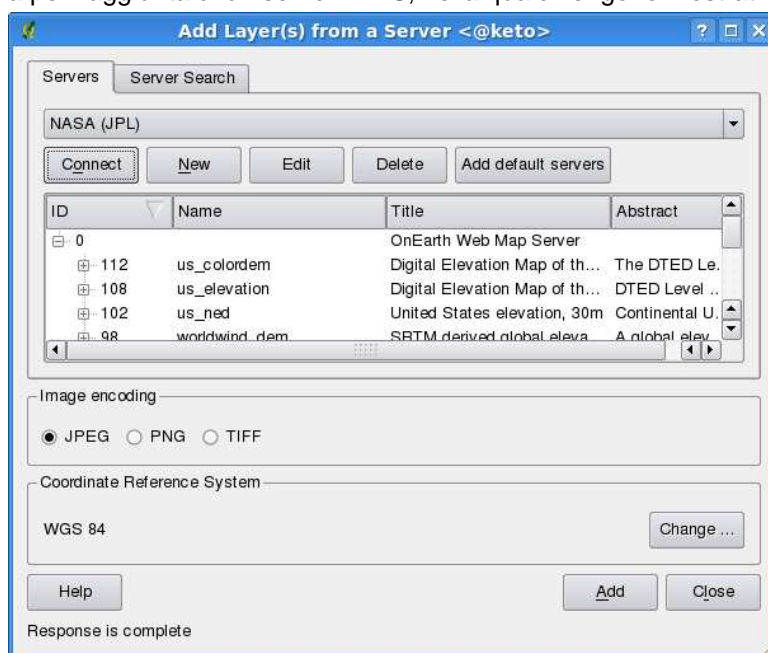 Add Layer(s) from a Server <@keto>
Servers Server Search
NASA (JPL)
Connect New Edit Delete Add default servers
ID Name Title Abstract
0 OnEarth Web Map Server
112 us_colordem Digital Elevation Map of th... The DTED Le.
108 us_elevation Digital Elevation Map of th... DTED Level ..
102 us_ned United States elevation, 30m Continental U.
98 worldwind_dem SRTM derived global eleva A global elev
Image encoding
JPEG PNG TIFF
Coordinate Reference System
WGS 84 Change ...
Help Add Close
Response is complete